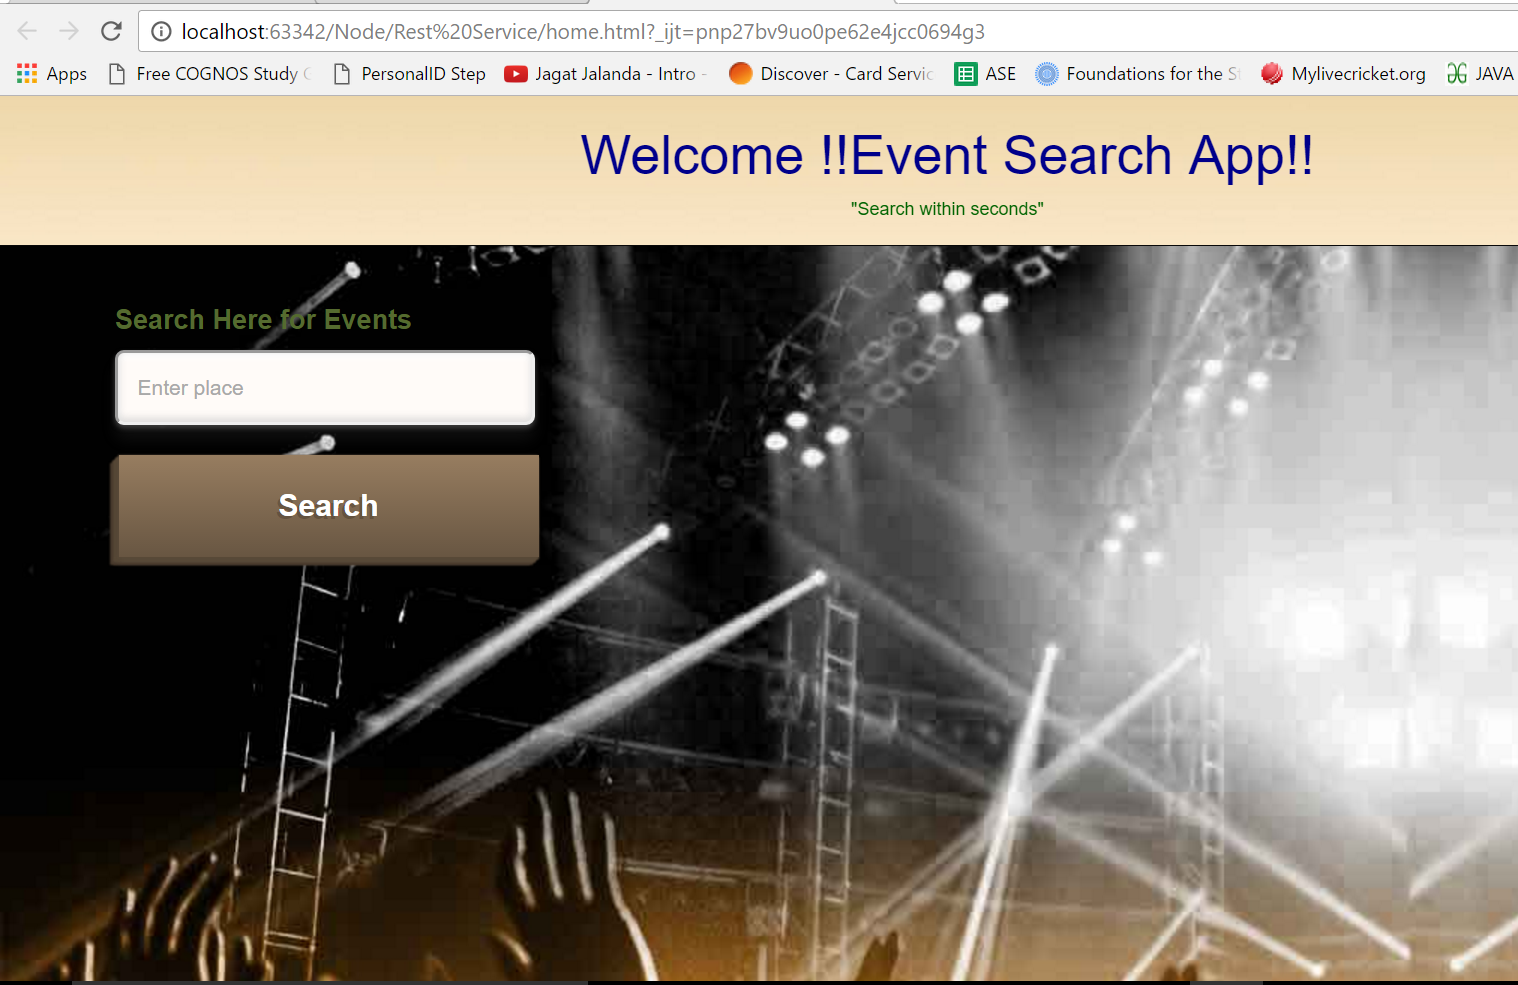 localhost:63342/Node/Rest%20Service/home.html?_ijt=pnp27bv9uo0pe62e4jcc0694g3
Apps Free COGNOS Study PersonalID Step Jagat Jalanda - Intro - Discover - Card Servic ASE Foundations for the S Mylivecricket.org JAVA
Welcome !!Event Search App!!
"Search within seconds"
Search Here for Events
Enter place
Search